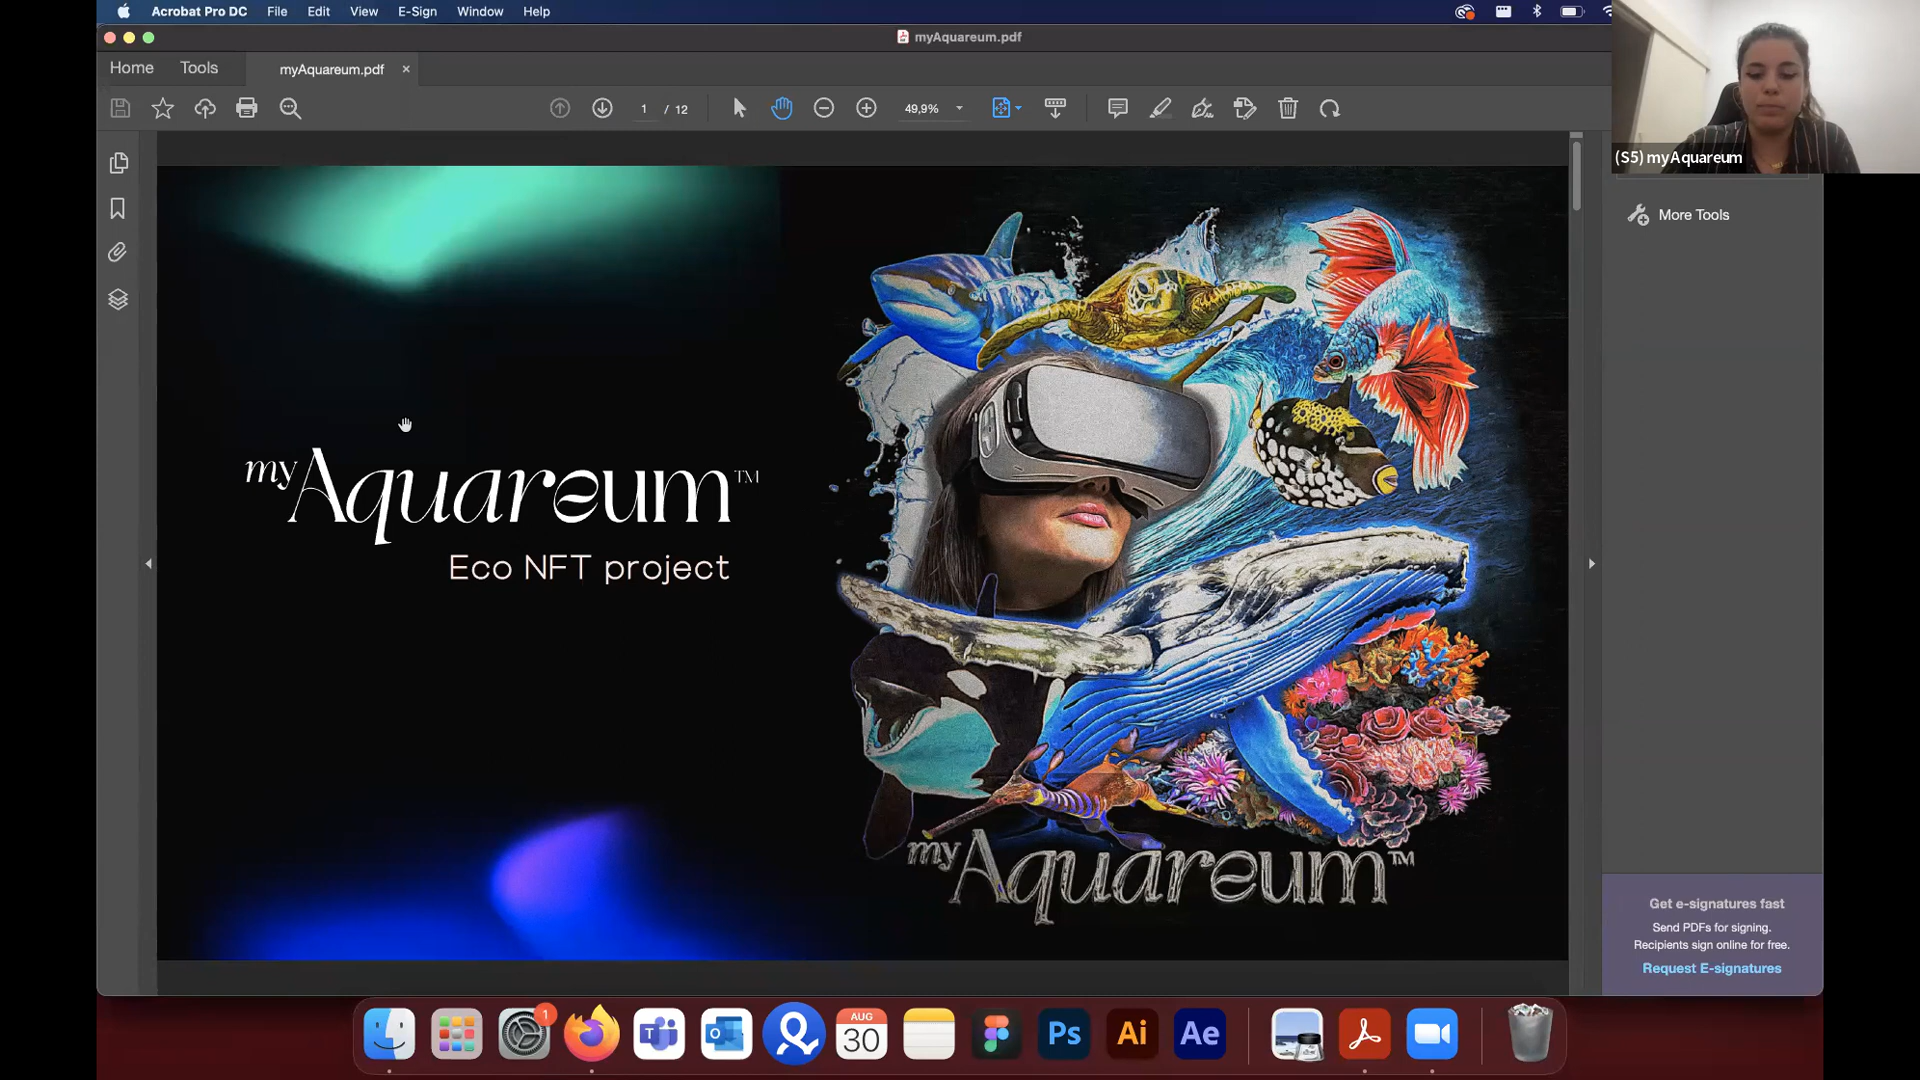 Acrobat Pro DC File Edit View E-Sign Window Help
myAquareum.pdf
Home Tools myAquareum.pdf ×
1 / 12 49,9%
(S5) myAquareum
More Tools
myAquareum™
Eco NFT project
myAquareum™
Get e-signatures fast
Send PDFs for signing.
Recipients sign online for free.
Request E-signatures
1
AUG
30
Ps
Ai
Ae